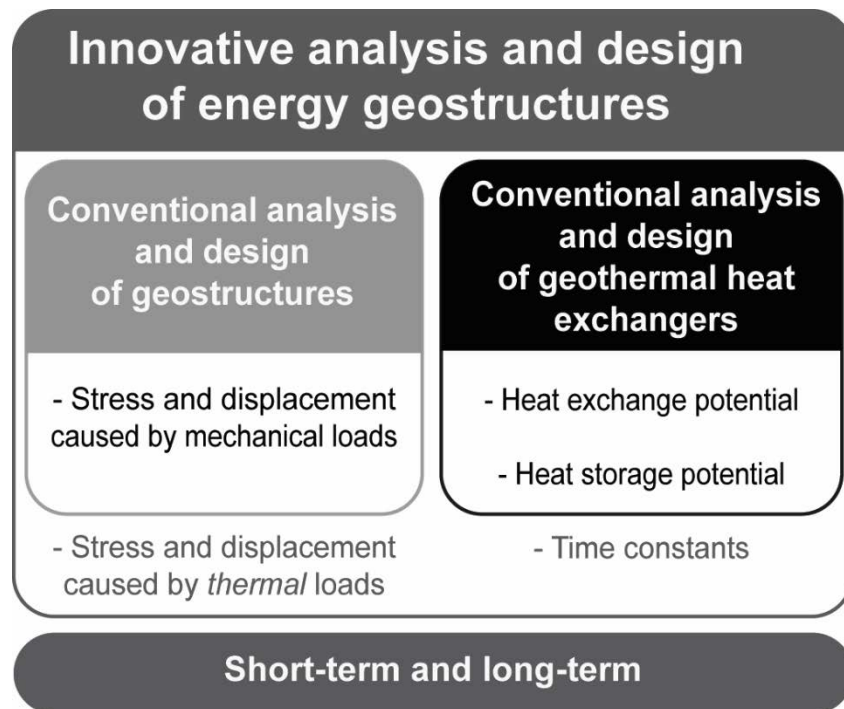 Innovative analysis and design
of energy geostructures
Conventional analysis
and design
of geostructures
- Stress and displacement
caused by mechanical loads
Conventional analysis
and design
of geothermal heat
exchangers
- Heat exchange potential
- Heat storage potential
- Stress and displacement
caused by thermal loads
- Time constants
Short-term and long-term